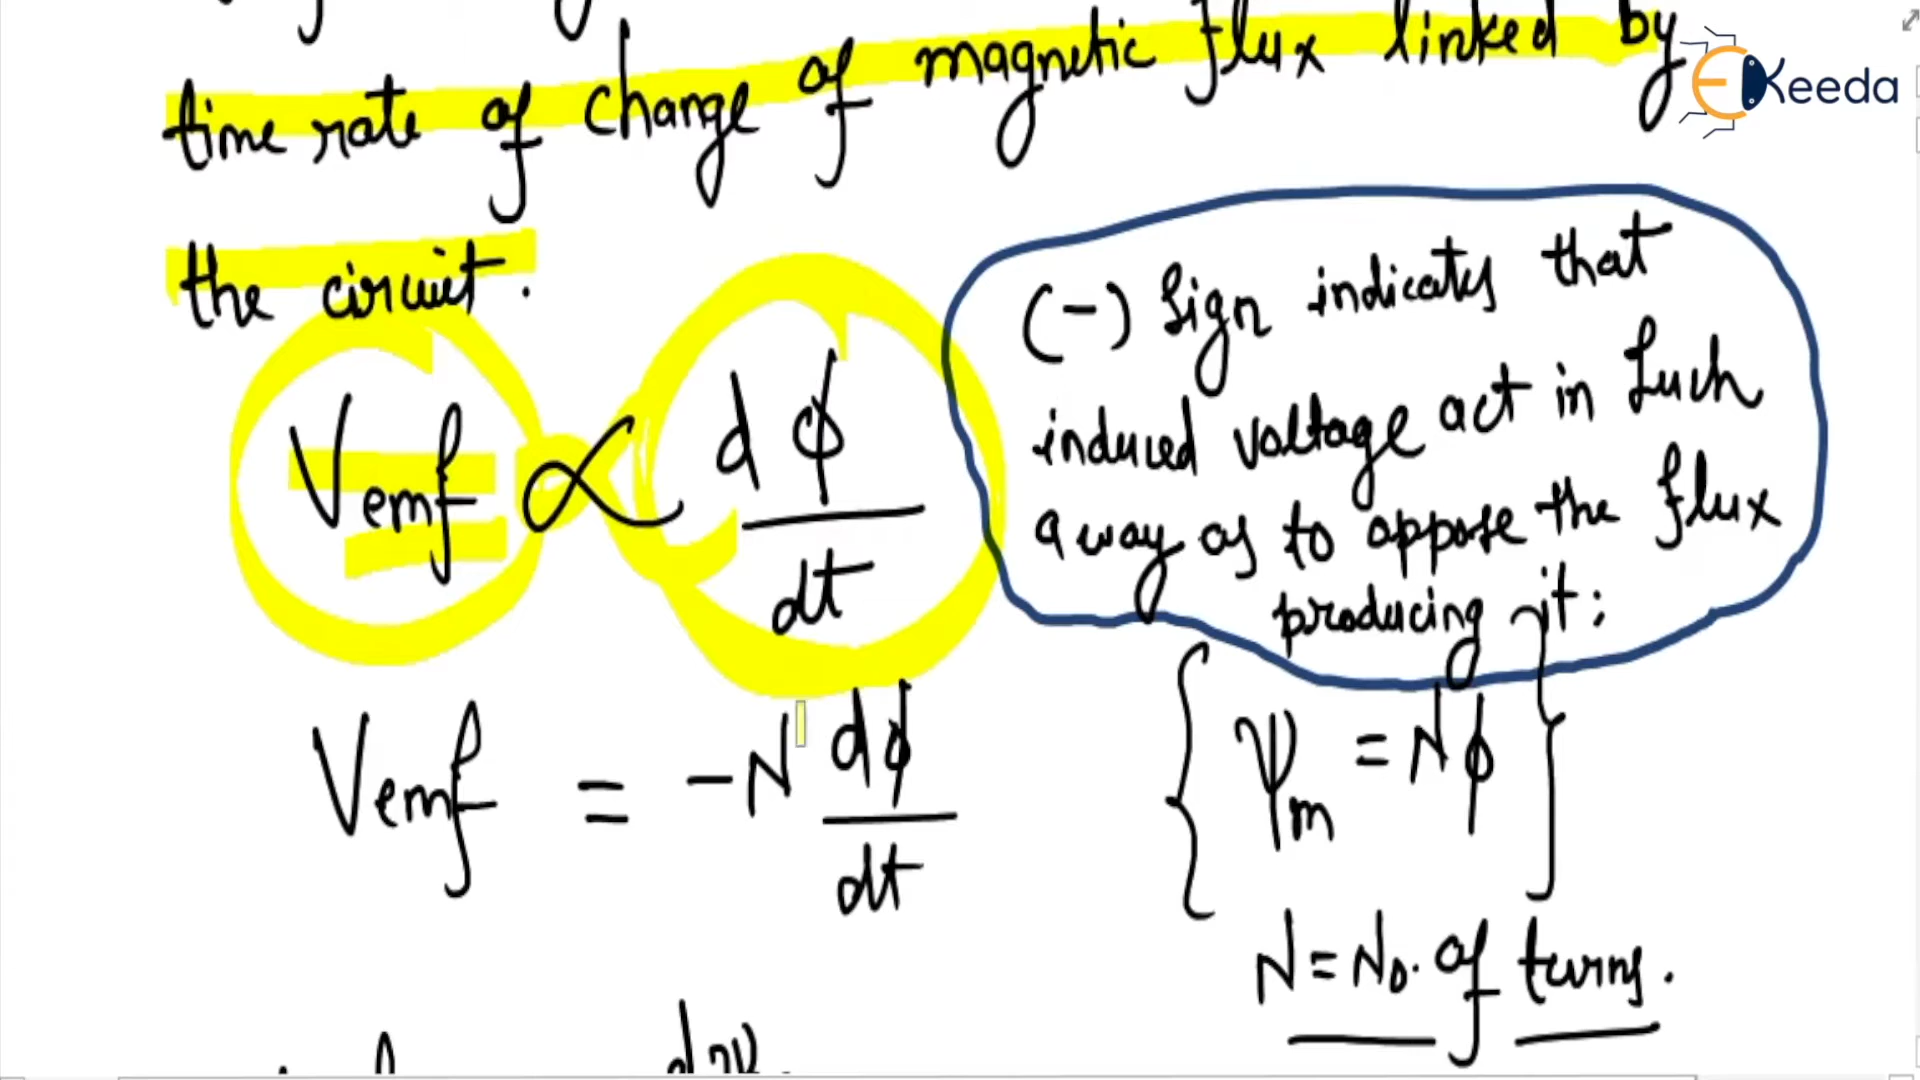 time rate of change of magnetic flux linked by
EKeeda
the circuit.
(-) Sign indicates that
induced voltage act in such
a way as to oppose the flux
producing it:
Vemf ∝ dϕ/dt
Vemf = -N dϕ/dt
{ψm = Nϕ}
N = No. of turns.